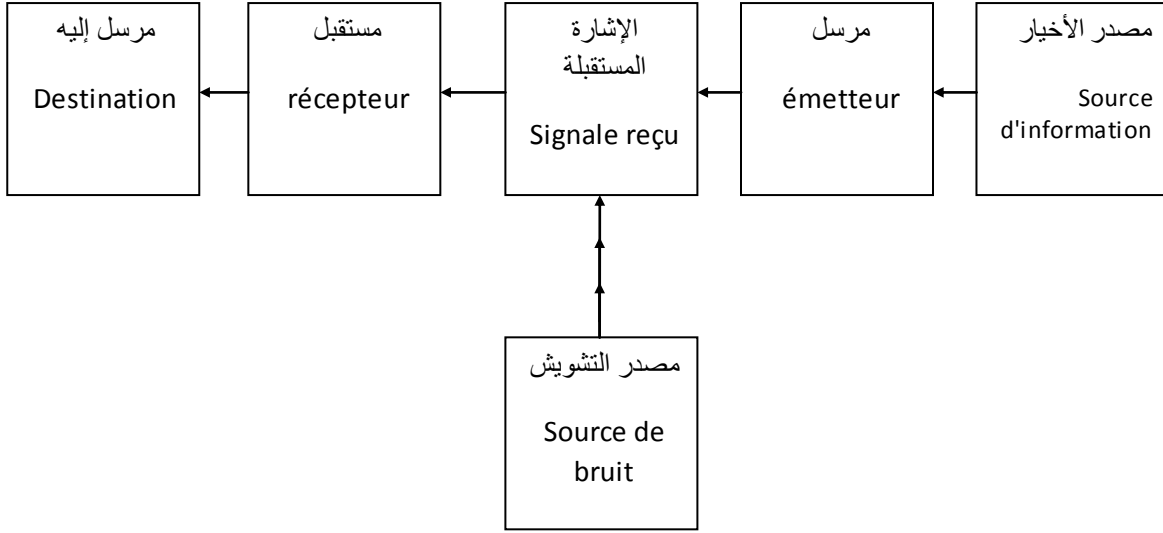 مصدر الأخيار
Source
d'information
مرسل
émetteur
الإشارة
المستقبلة
Signale reçu
مستقبل
récepteur
مرسل إليه
Destination
مصدر التشويش
Source de
bruit